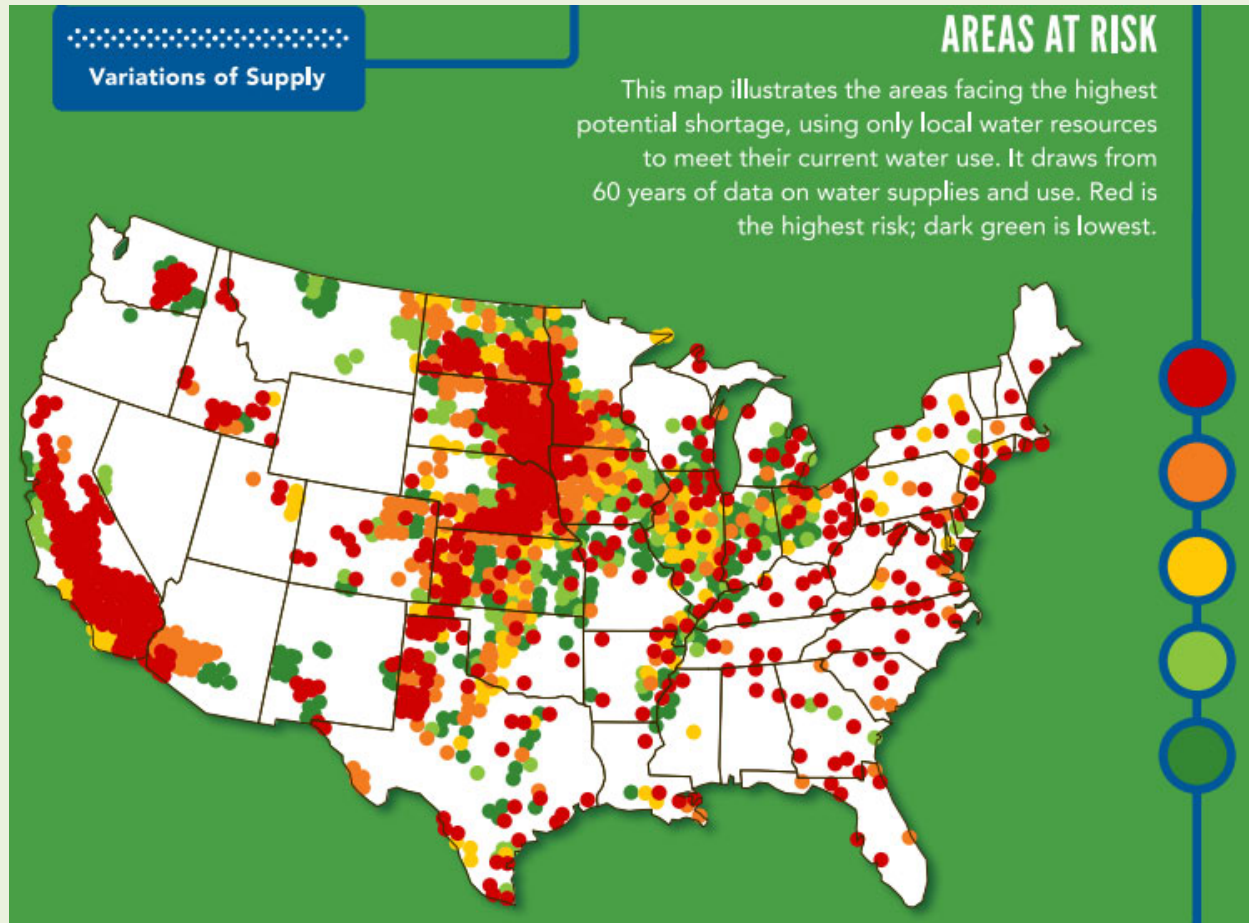 Variations of Supply
AREAS AT RISK
This map illustrates the areas facing the highest
potential shortage, using only local water resources
to meet their current water use. It draws from
60 years of data on water supplies and use. Red is
the highest risk; dark green is lowest.